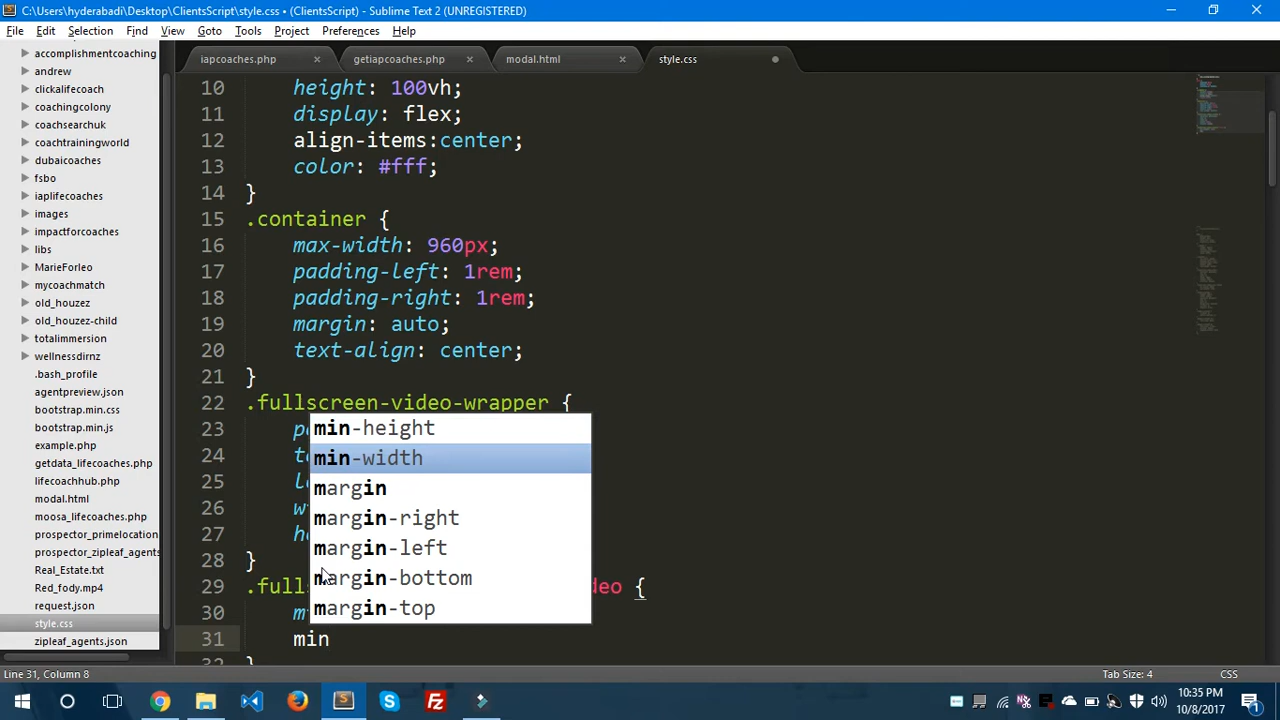 C:\Users\hyderabadi\Desktop\ClientsScript\style.css • (ClientsScript) - Sublime Text 2 (UNREGISTERED)
File Edit Selection Find View Goto Tools Project Preferences Help
iapcoaches.php getiapcoaches.php modal.html style.css
accomplishmentcoaching
andrew
clickalifecoach
coachingcolony
coachsearchuk
coachtrainingworld
dubaicoaches
fsbo
iaplifecoaches
images
impactforcoaches
libs
MarieForleo
mycoachmatch
old_houzez
old_houzez-child
totalimmersion
wellnessdirnz
.bash_profile
agentpreview.json
bootstrap.min.css
bootstrap.min.js
example.php
getdata_lifecoaches.php
lifecoachhub.php
modal.html
moosa_lifecoaches.php
prospector_primelocation
prospector_zipleaf_agents
Real_Estate.txt
Red_fody.mp4
request.json
style.css
zipleaf_agents.json
10 height: 100vh;
11 display: flex;
12 align-items:center;
13 color: #fff;
14 }
15 .container {
16 max-width: 960px;
17 padding-left: 1rem;
18 padding-right: 1rem;
19 margin: auto;
20 text-align: center;
21 }
22 .fullscreen-video-wrapper {
23
24
25
26
27
28 }
29 .full deo {
30
31 min
32 }
min-height
min-width
margin
margin-right
margin-left
margin-bottom
margin-top
Line 31, Column 8 Tab Size: 4 CSS
10:35 PM
10/8/2017